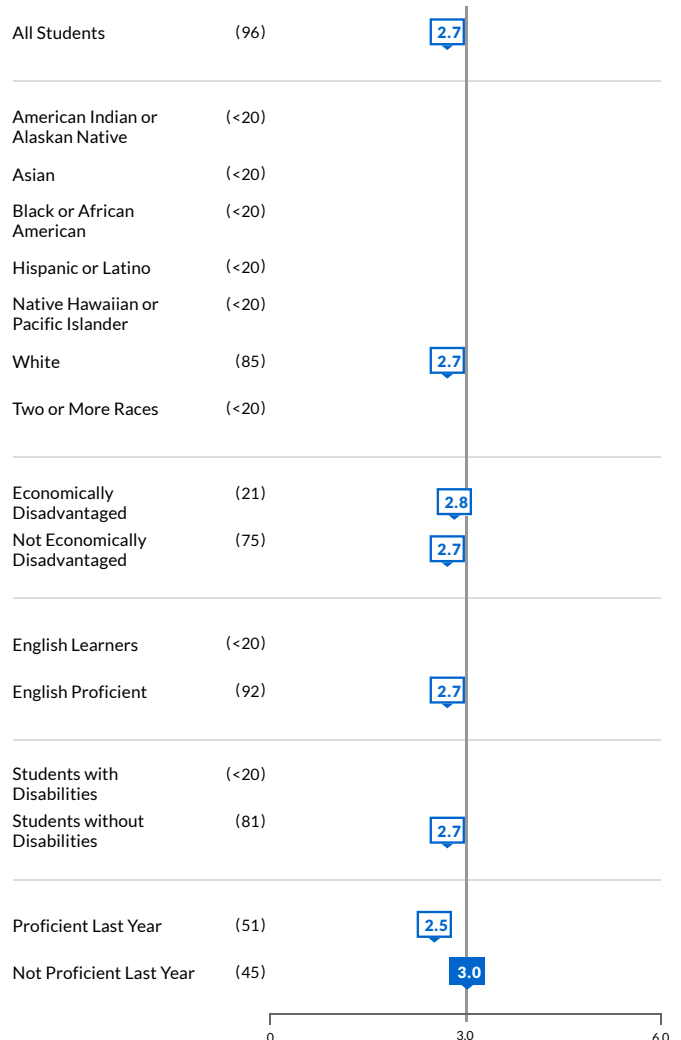 All Students (96) 2.7
American Indian or (<20)
Alaskan Native
Asian (<20)
Black or African (<20)
American
Hispanic or Latino (<20)
Native Hawaiian or (<20)
Pacific Islander
White (85) 2.7
Two or More Races (<20)
Economically (21) 2.8
Disadvantaged
Not Economically (75) 2.7
Disadvantaged
English Learners (<20)
English Proficient (92) 2.7
Students with (<20)
Disabilities
Students without (81) 2.7
Disabilities
Proficient Last Year (51) 2.5
Not Proficient Last Year (45) 3.0
0 3.0 6.0